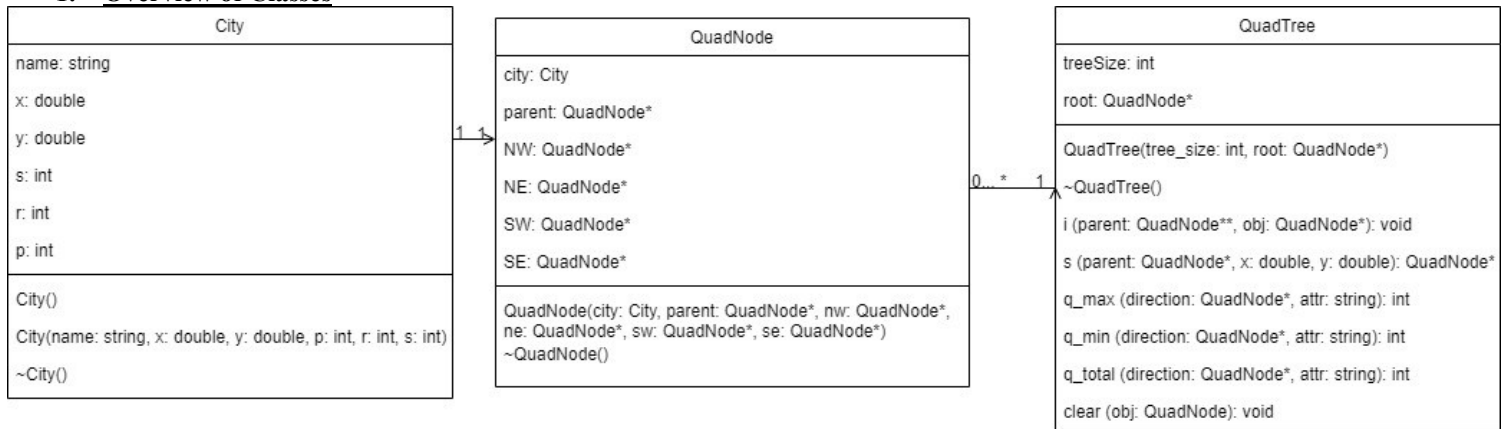 1. Overview of Classes
City
name: string
x: double
y: double
s: int
r: int
p: int
City()
City(name: string, x: double, y: double, p: int, r: int, s: int)
~City()
1 1
QuadNode
city: City
parent: QuadNode*
NW: QuadNode*
NE: QuadNode*
SW: QuadNode*
SE: QuadNode*
QuadNode(city: City, parent: QuadNode*, nw: QuadNode*,
ne: QuadNode*, sw: QuadNode*, se: QuadNode*)
~QuadNode()
0... * 1
QuadTree
treeSize: int
root: QuadNode*
QuadTree(tree_size: int, root: QuadNode*)
~QuadTree()
i (parent: QuadNode**, obj: QuadNode*): void
s (parent: QuadNode*, x: double, y: double): QuadNode*
q_max (direction: QuadNode*, attr: string): int
q_min (direction: QuadNode*, attr: string): int
q_total (direction: QuadNode*, attr: string): int
clear (obj: QuadNode): void